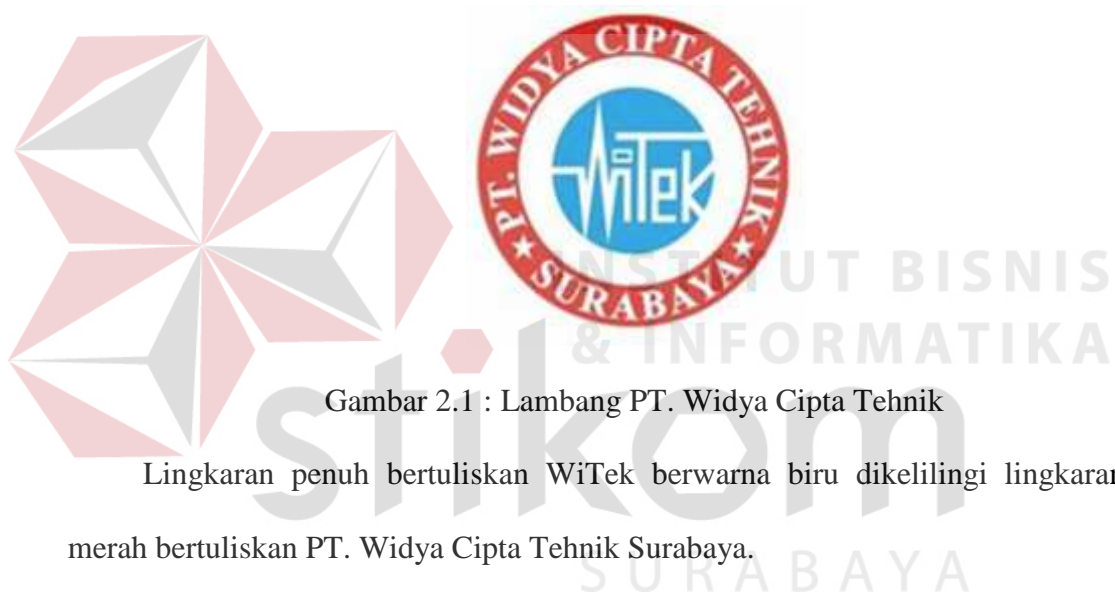 PT. WIDYA CIPTA TEHNIK
WiTek
★ SURABAYA ★
INSTITUT BISNIS
& INFORMATIKA
stikom
SURABAYA
Gambar 2.1 : Lambang PT. Widya Cipta Tehnik
Lingkaran penuh bertuliskan WiTek berwarna biru dikelilingi lingkaran
merah bertuliskan PT. Widya Cipta Tehnik Surabaya.